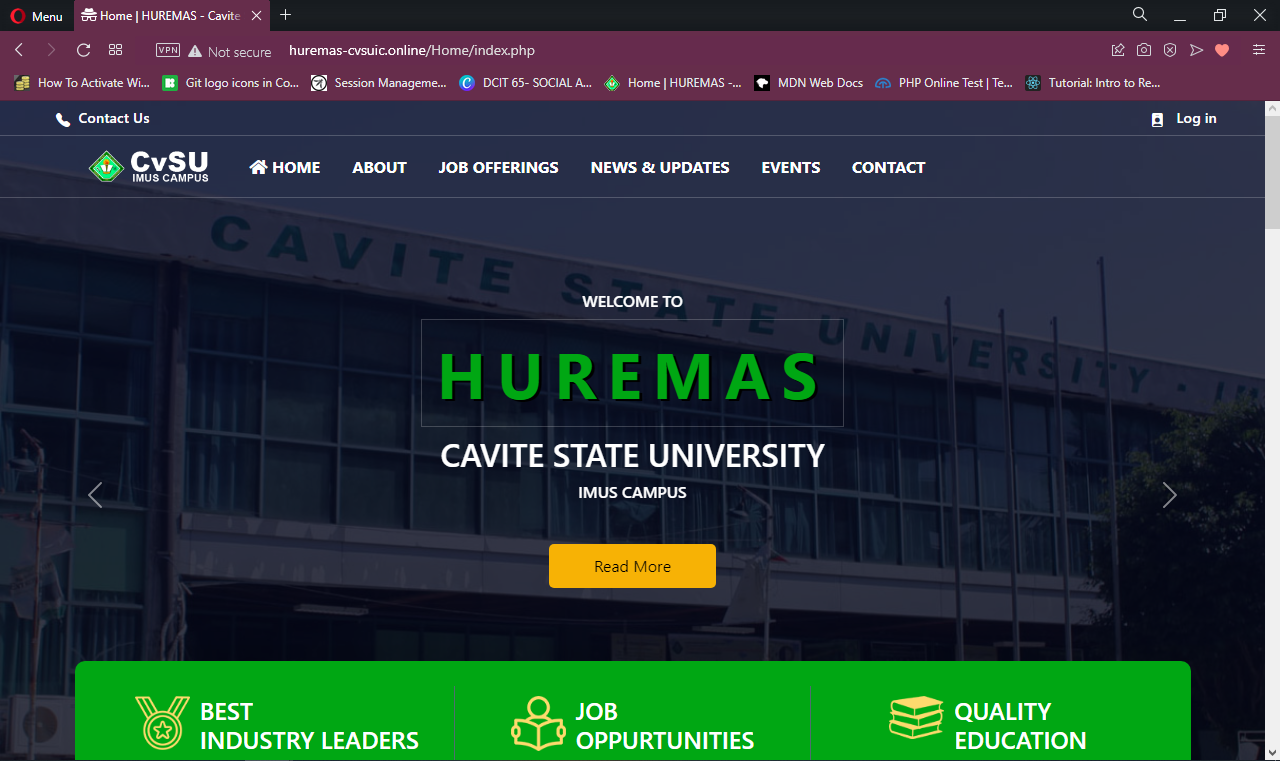 Menu
Home | HUREMAS - Cavite
VPN
Not secure
huremas-cvsuic.online/Home/index.php
How To Activate Wi...
Git logo icons in Co...
Session Manageme...
DCIT 65- SOCIAL A...
Home | HUREMAS -...
MDN Web Docs
PHP Online Test | Te...
Tutorial: Intro to Re...
Contact Us
Log in
CvSU
IMUS CAMPUS
HOME
ABOUT
JOB OFFERINGS
NEWS & UPDATES
EVENTS
CONTACT
CAVITE STATE UNIVERSITY · IM
WELCOME TO
HUREMAS
CAVITE STATE UNIVERSITY
IMUS CAMPUS
Read More
BEST
INDUSTRY LEADERS
JOB
OPPURTUNITIES
QUALITY
EDUCATION